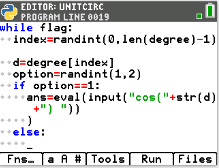 EDITOR: UNITCIRC
PROGRAM LINE 0019
while flag:
index=randint(0,len(degree)-1)
d=degree[index]
option=randint(1,2)
if option==1:
ans=eval(input("cos("+str(d
)+") "))
else:
_
Fns… a A # Tools Run Files